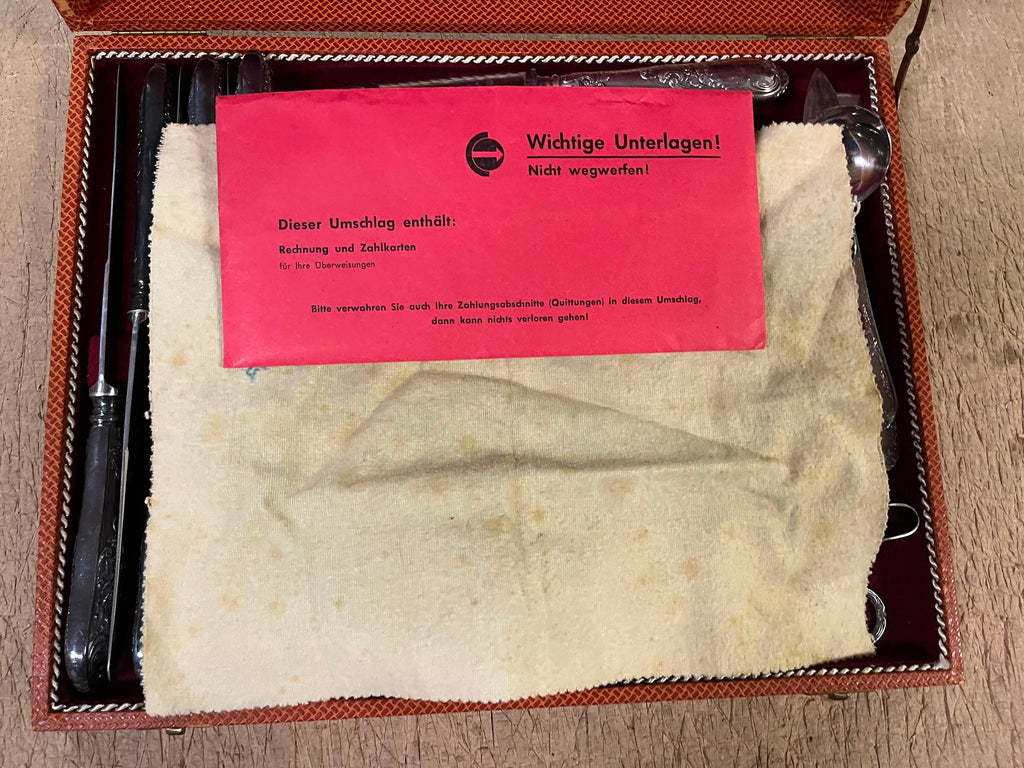 Wichtige Unterlagen!
Nicht wegwerfen!
Dieser Umschlag enthält:
Rechnung und Zahlkarten
für Ihre Überweisungen
Bitte verwahren Sie auch Ihre Zahlungsabschnitte (Quittungen) in diesem Umschlag,
dann kann nichts verloren gehen!